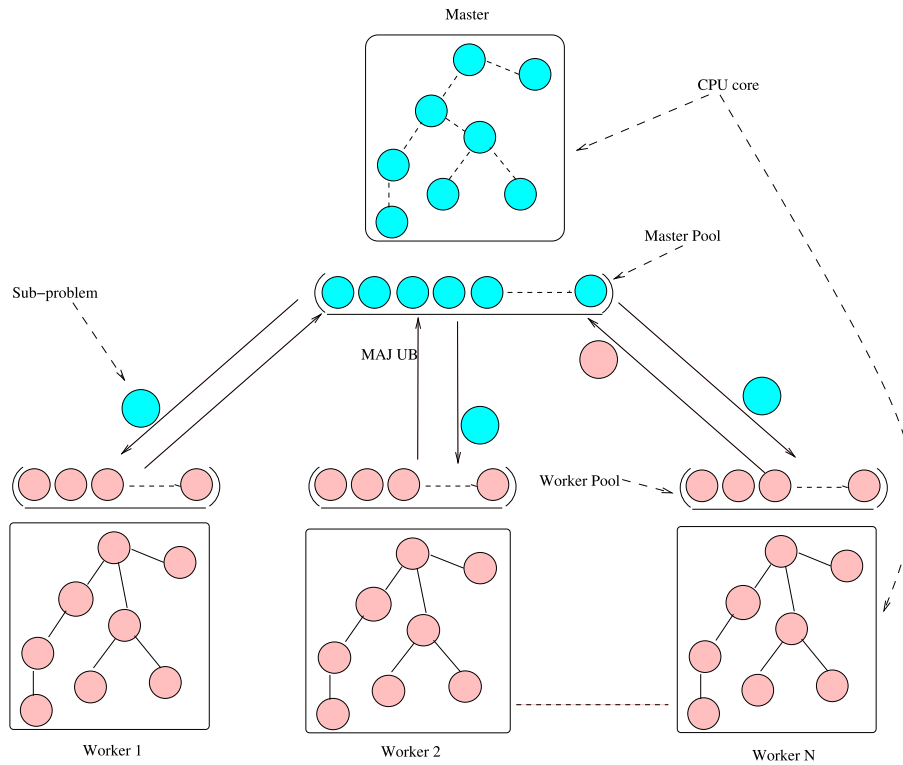 Master
CPU core
Master Pool
Sub-problem
MAJ UB
Worker Pool
Worker 1
Worker 2
Worker N